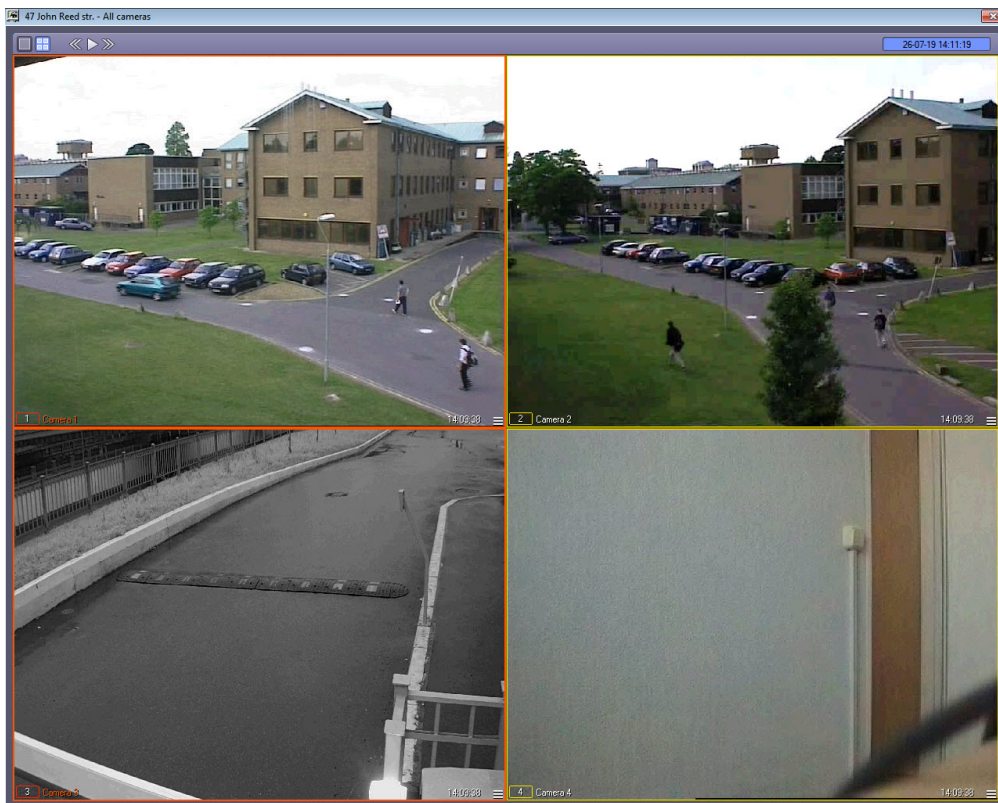 47 John Reed str. - All cameras
26-07-19 14:11:19
1 Camera 1 14:09:38
2 Camera 2 14:09:38
3 Camera 3 14:09:38
4 Camera 4 14:09:38